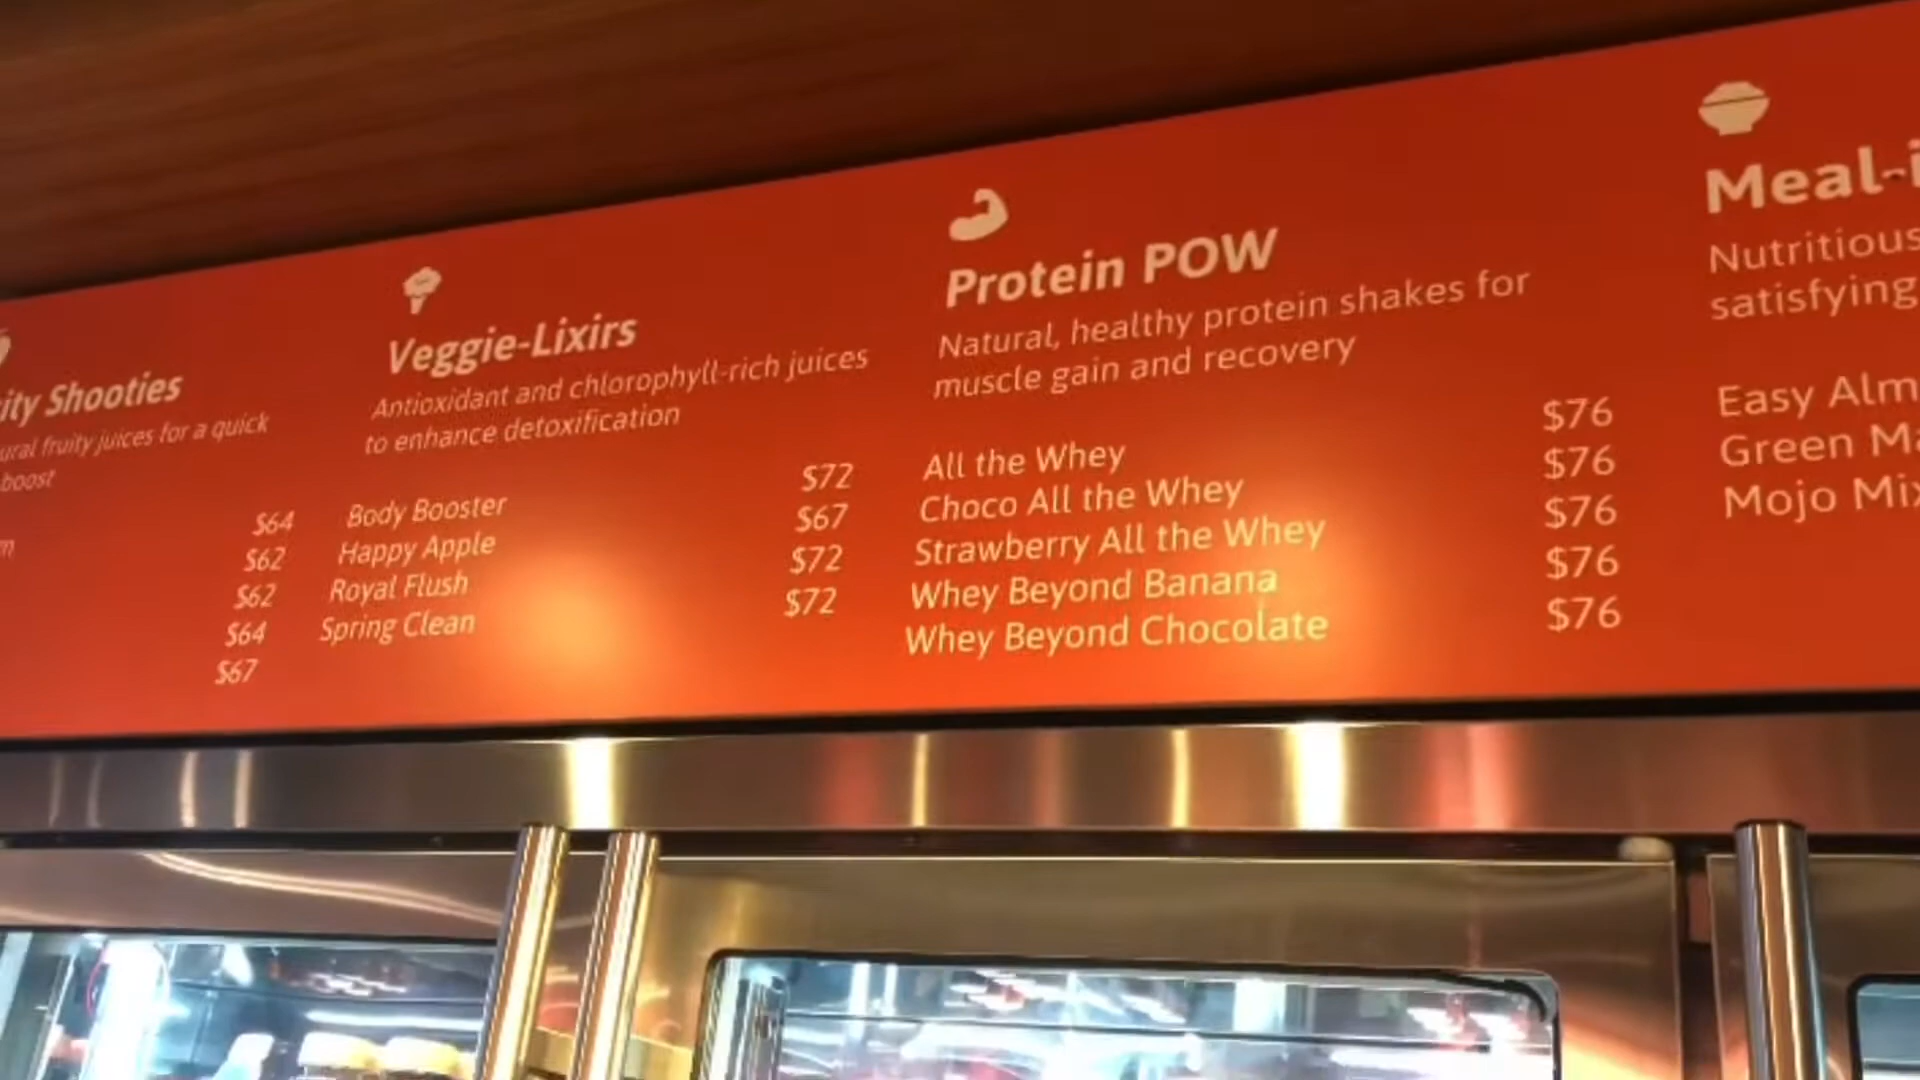 Shooties
fruity juices for a quick
boost
$64
$62
$62
$64
$67
Veggie-Lixirs
Antioxidant and chlorophyll-rich juices
to enhance detoxification
Body Booster $72
Happy Apple $67
Royal Flush $72
Spring Clean $72
Protein POW
Natural, healthy protein shakes for
muscle gain and recovery
All the Whey $76
Choco All the Whey $76
Strawberry All the Whey $76
Whey Beyond Banana $76
Whey Beyond Chocolate $76
Meal-i
Nutritious
satisfying
Easy Alm
Green Ma
Mojo Mix